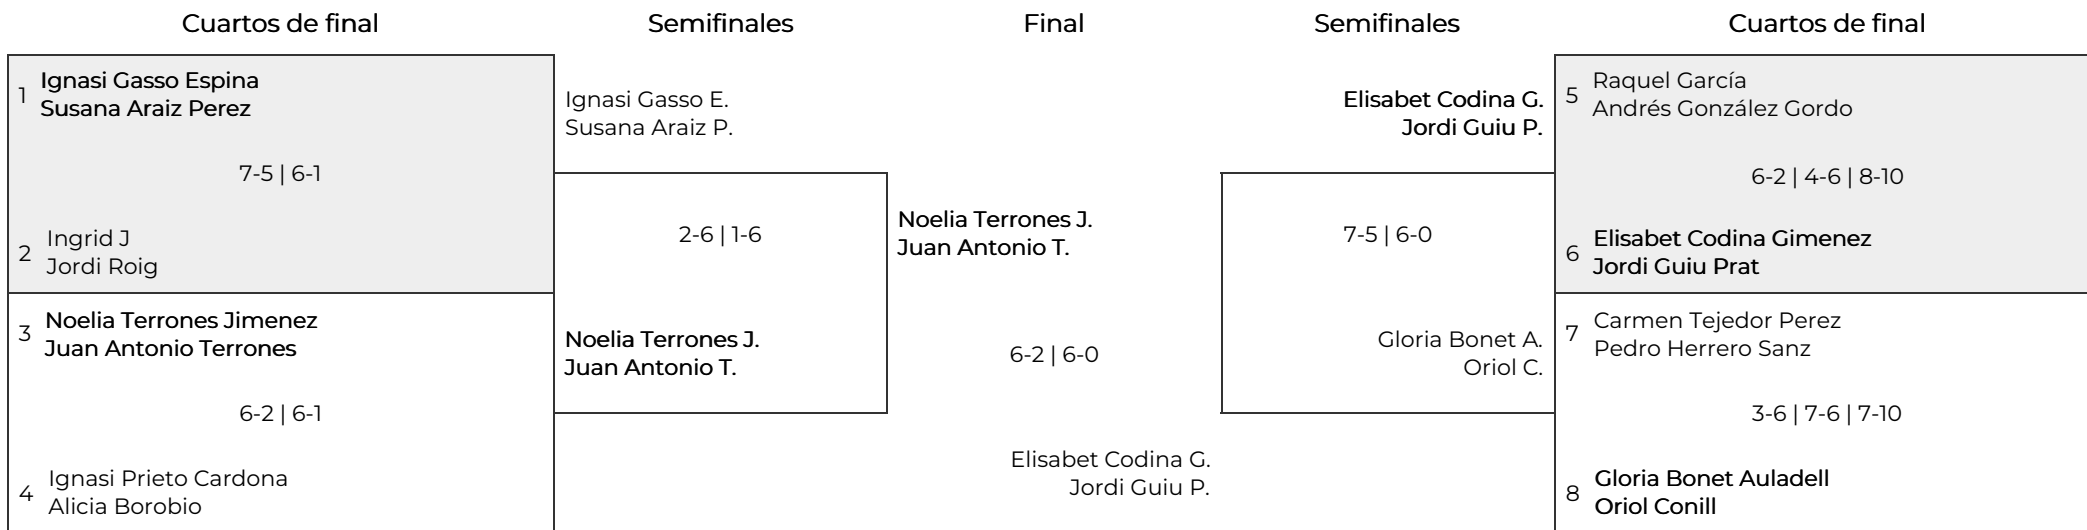 Cuartos de final
Semifinales
Final
Semifinales
Cuartos de final
1
Ignasi Gasso Espina
Susana Araiz Perez
7-5 | 6-1
2
Ingrid J
Jordi Roig
3
Noelia Terrones Jimenez
Juan Antonio Terrones
6-2 | 6-1
4
Ignasi Prieto Cardona
Alicia Borobio
Ignasi Gasso E.
Susana Araiz P.
2-6 | 1-6
Noelia Terrones J.
Juan Antonio T.
Noelia Terrones J.
Juan Antonio T.
6-2 | 6-0
Elisabet Codina G.
Jordi Guiu P.
Elisabet Codina G.
Jordi Guiu P.
7-5 | 6-0
Gloria Bonet A.
Oriol C.
5
Raquel García
Andrés González Gordo
6-2 | 4-6 | 8-10
6
Elisabet Codina Gimenez
Jordi Guiu Prat
7
Carmen Tejedor Perez
Pedro Herrero Sanz
3-6 | 7-6 | 7-10
8
Gloria Bonet Auladell
Oriol Conill